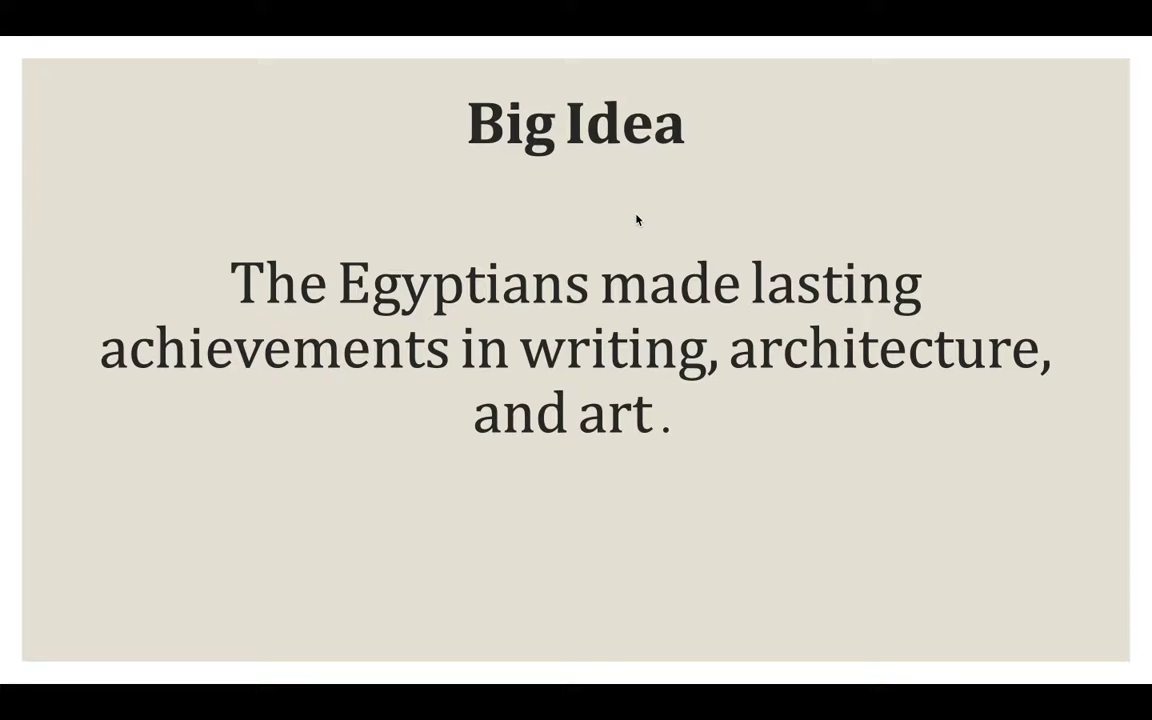 Big Idea
The Egyptians made lasting
achievements in writing, architecture,
and art .